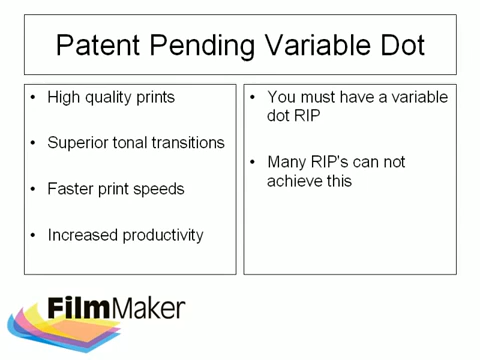 Patent Pending Variable Dot
• High quality prints
• Superior tonal transitions
• Faster print speeds
• Increased productivity
• You must have a variable
dot RIP
• Many RIP's can not
achieve this
FilmMaker